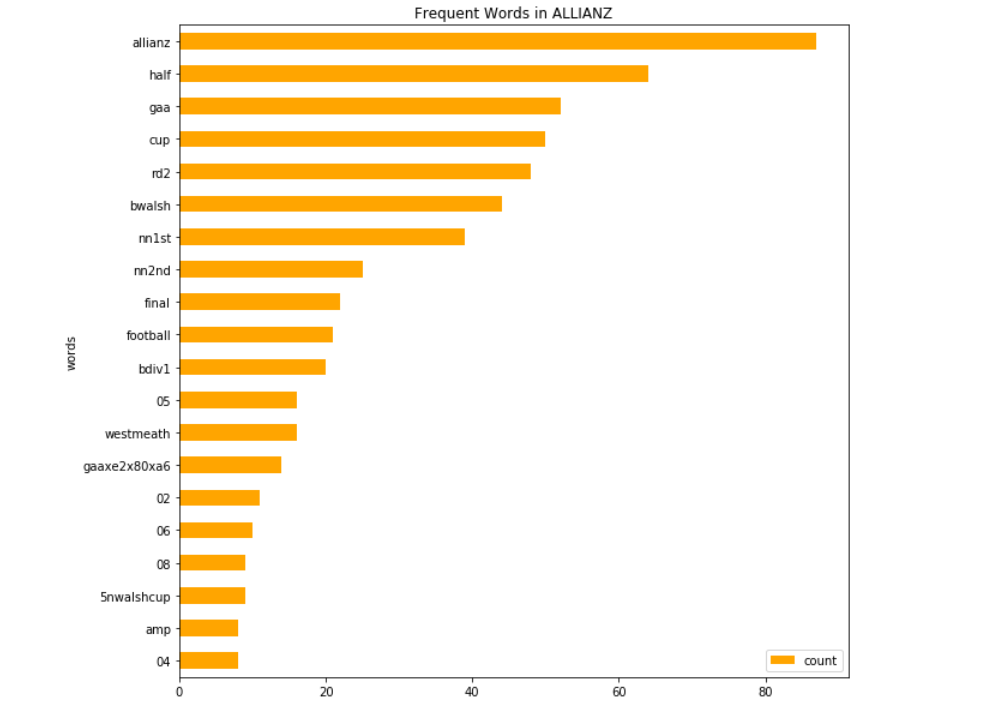 Frequent Words in ALLIANZ
allianz
half
gaa
cup
rd2
bwalsh
nn1st
nn2nd
final
football
bdiv1
05
westmeath
gaaxe2x80xa6
02
06
08
5nwalshcup
amp
04
words
count
0 20 40 60 80